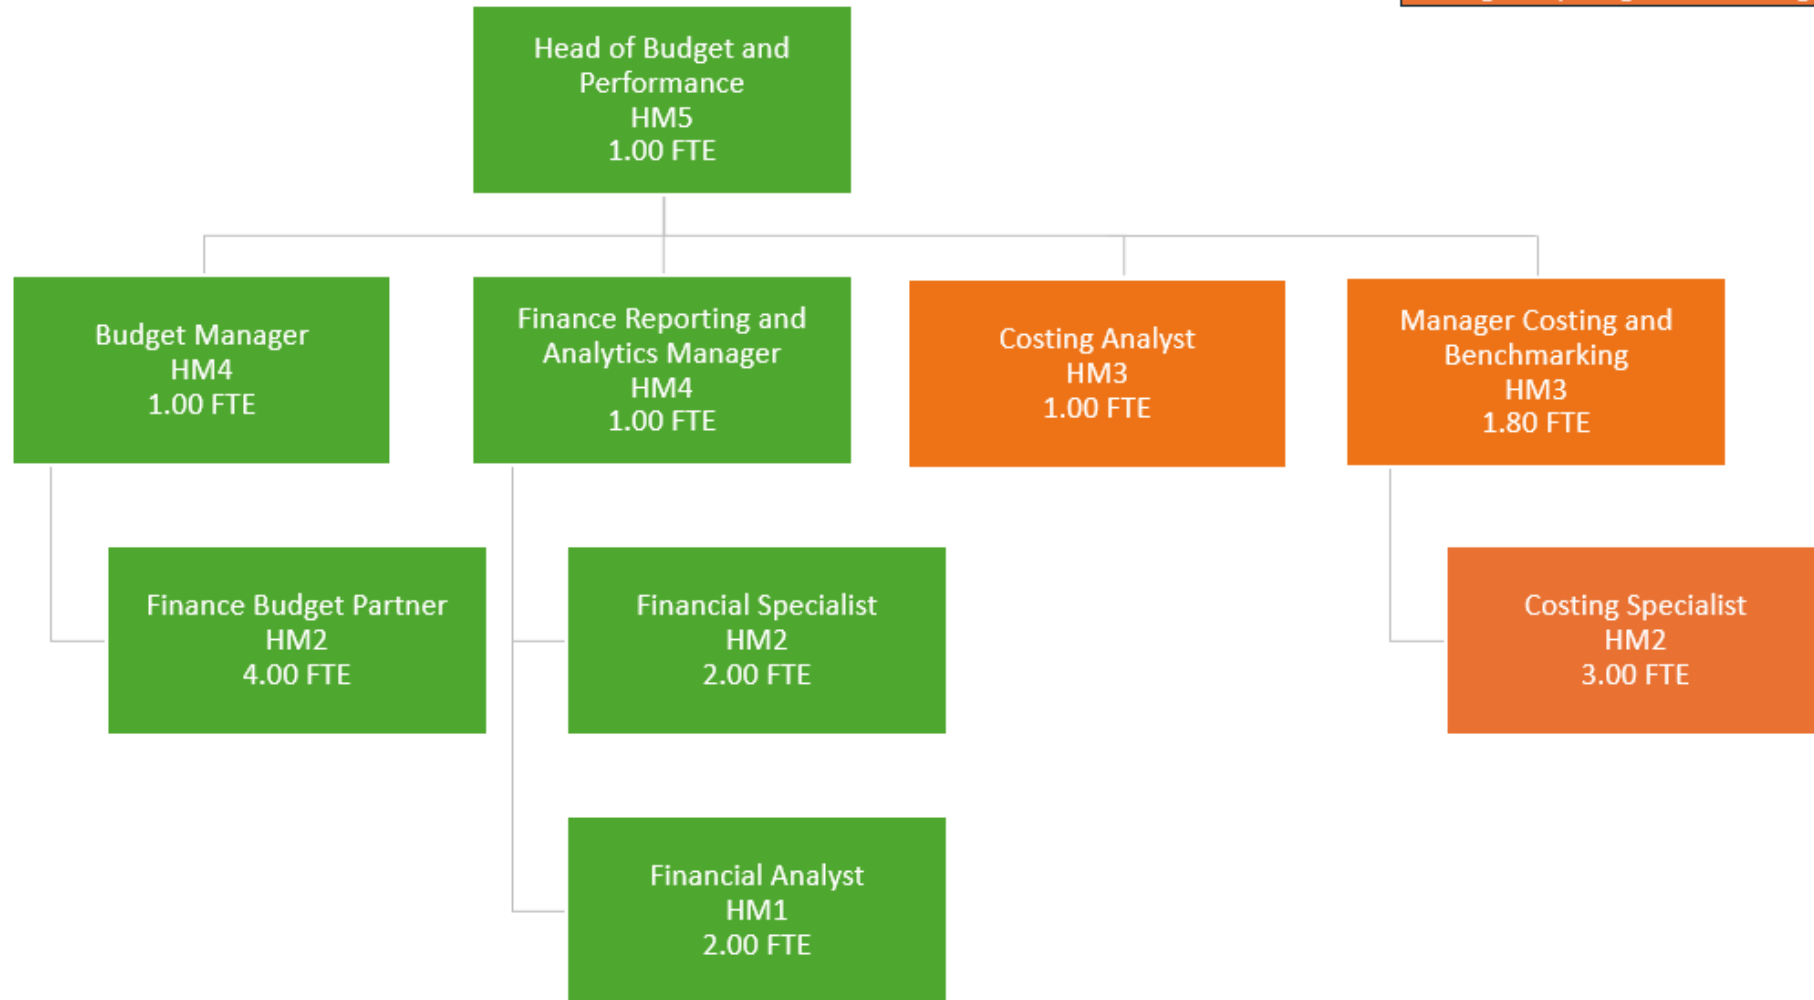 Head of Budget and
Performance
HM5
1.00 FTE
Budget Manager
HM4
1.00 FTE
Finance Reporting and
Analytics Manager
HM4
1.00 FTE
Costing Analyst
HM3
1.00 FTE
Manager Costing and
Benchmarking
HM3
1.80 FTE
Finance Budget Partner
HM2
4.00 FTE
Financial Specialist
HM2
2.00 FTE
Costing Specialist
HM2
3.00 FTE
Financial Analyst
HM1
2.00 FTE